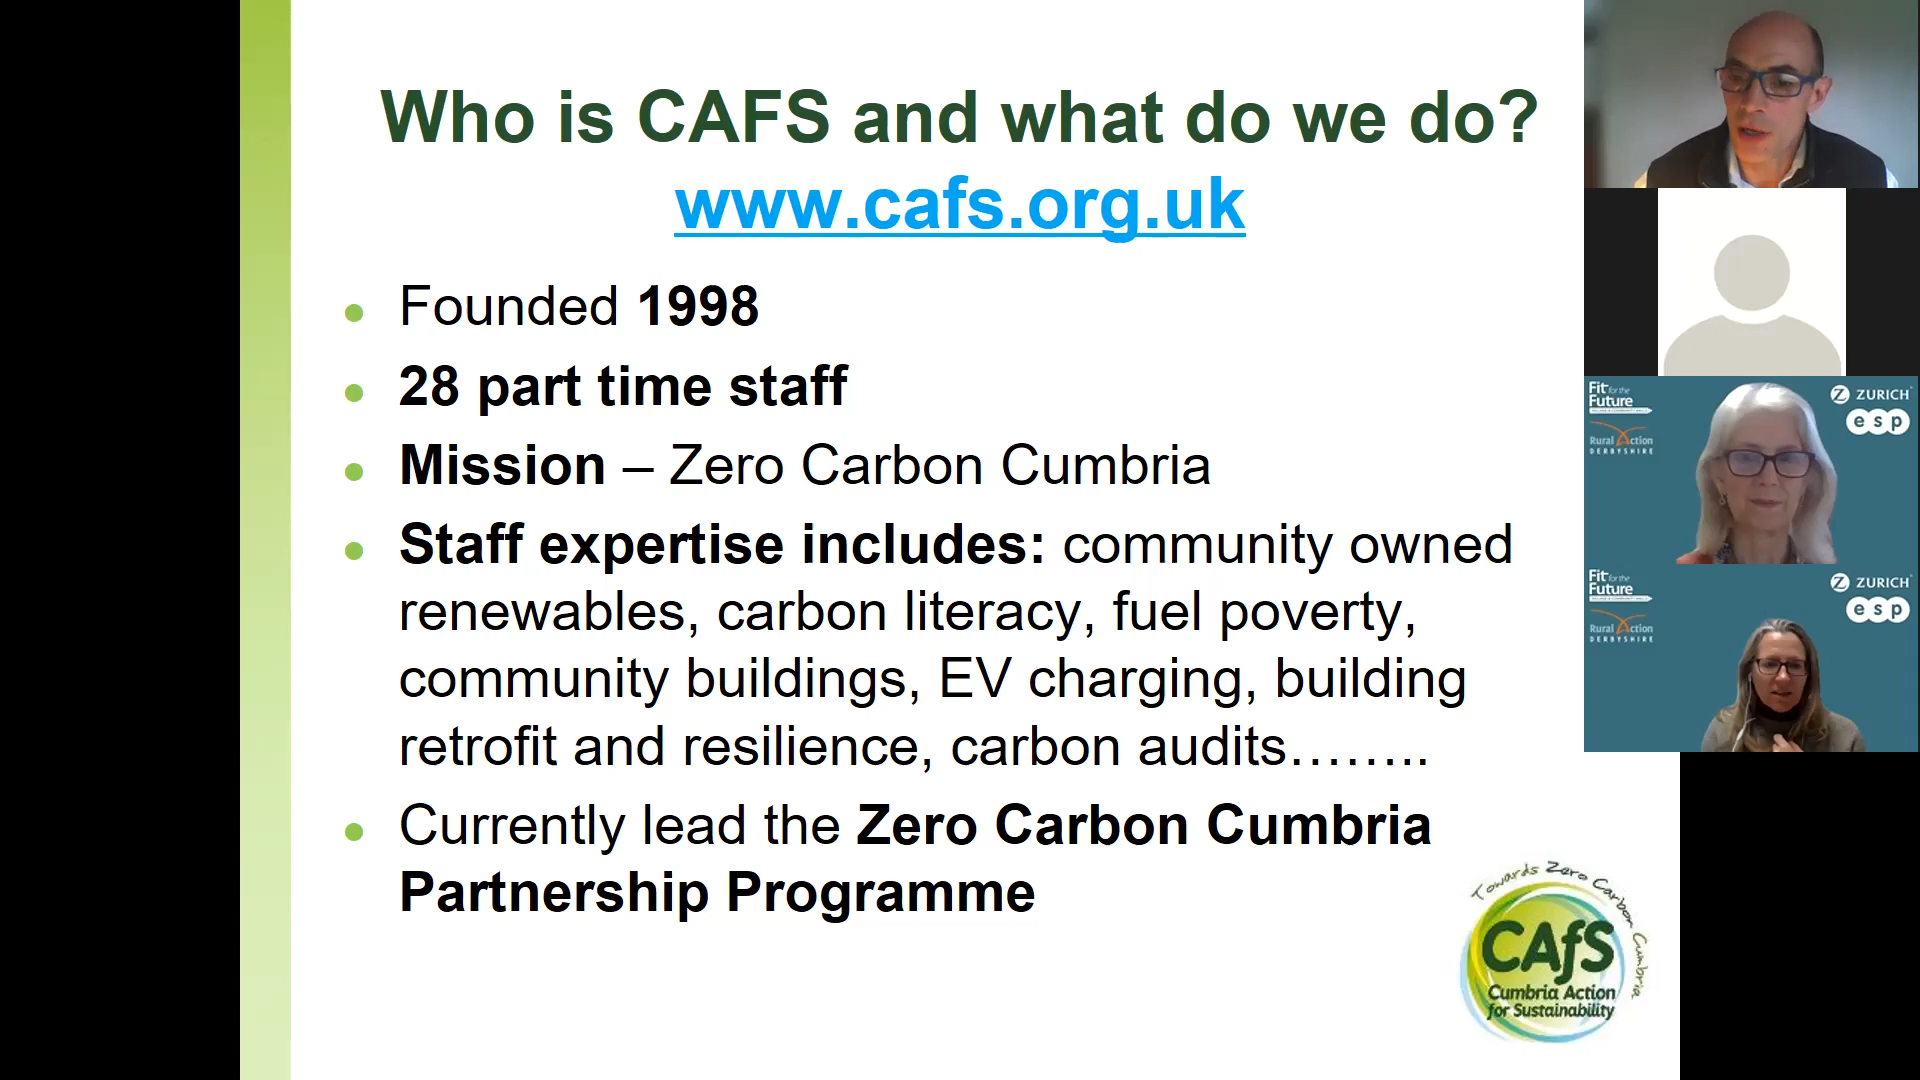 Who is CAFS and what do we do?
www.cafs.org.uk
Founded 1998
28 part time staff
Mission – Zero Carbon Cumbria
Staff expertise includes: community owned
renewables, carbon literacy, fuel poverty,
community buildings, EV charging, building
retrofit and resilience, carbon audits……..
Currently lead the Zero Carbon Cumbria
Partnership Programme
Towards Zero Carbon Cumbria
CAfS
Cumbria Action
for Sustainability
Fit for the
Future
Rural Action
DERBYSHIRE
ZURICH
esp
Fit for the
Future
Rural Action
DERBYSHIRE
ZURICH
esp